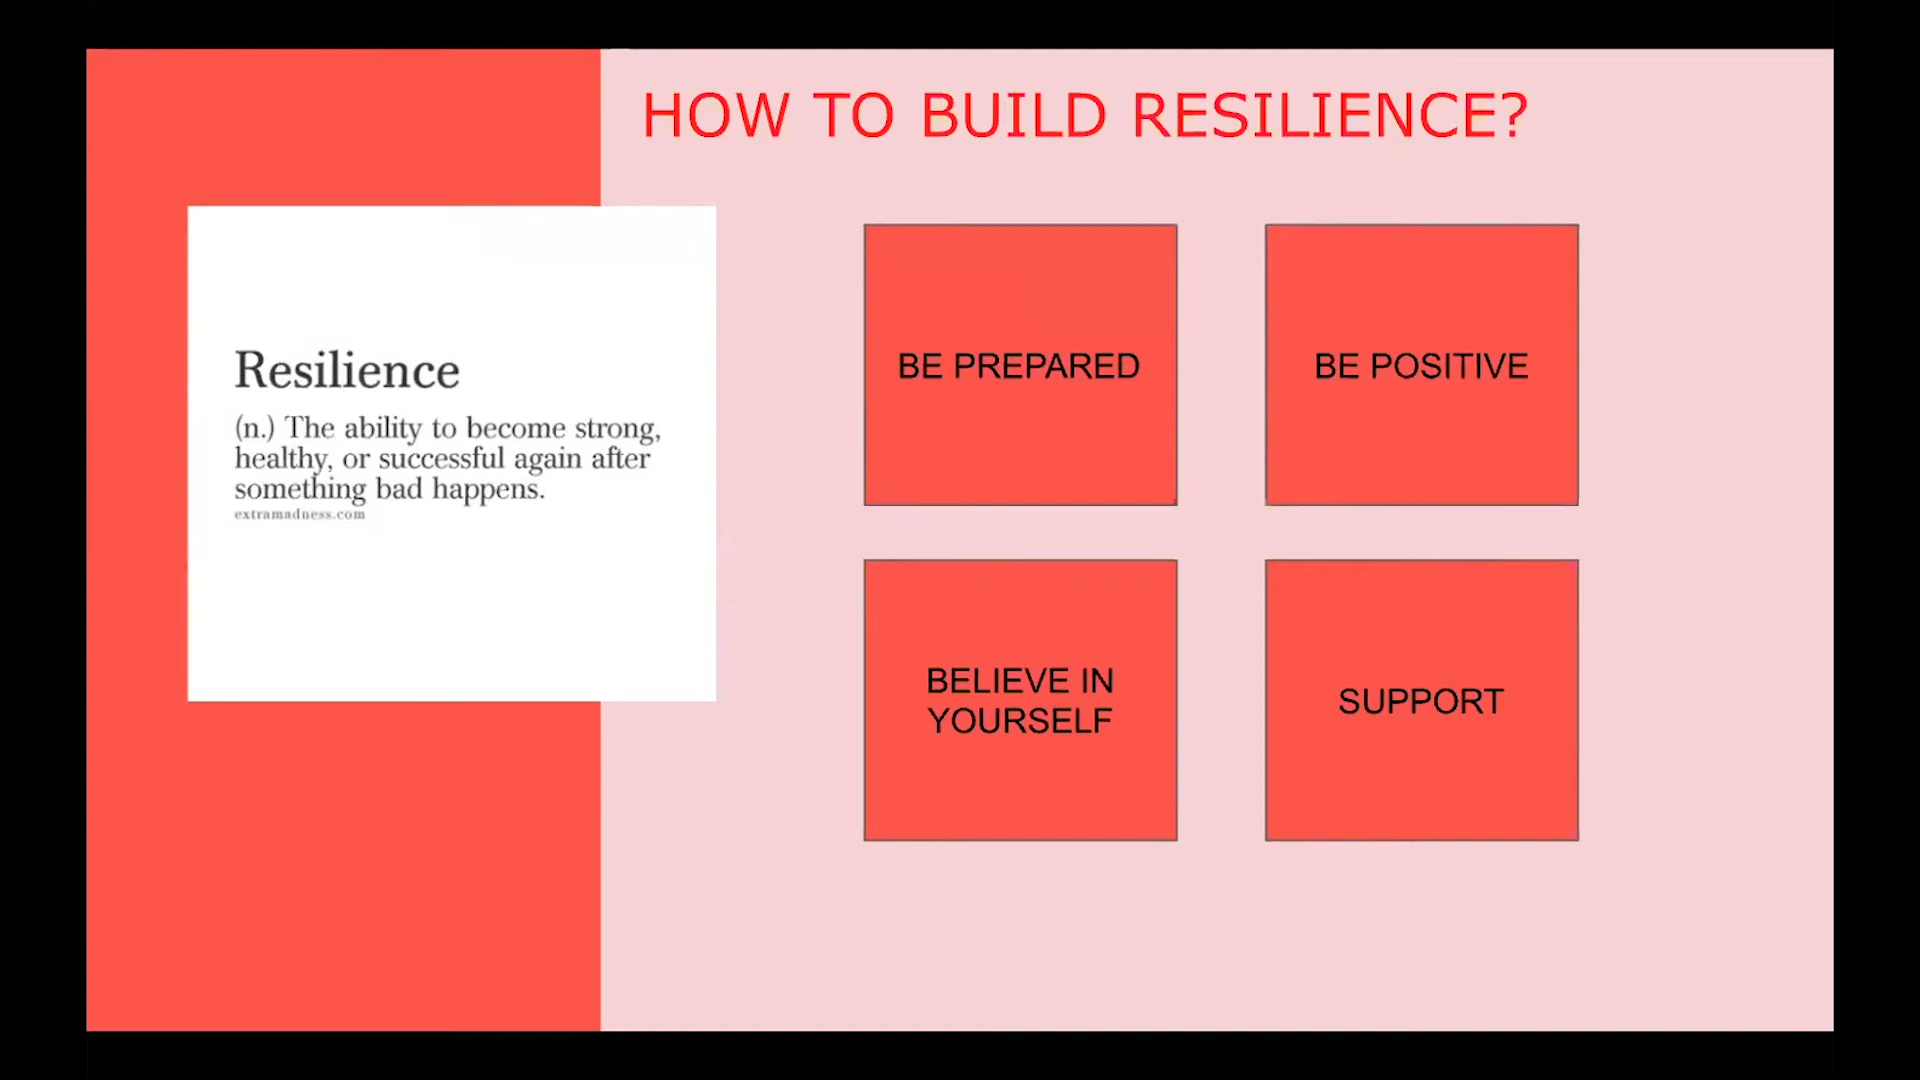 HOW TO BUILD RESILIENCE?
Resilience
(n.) The ability to become strong,
healthy, or successful again after
something bad happens.
extramadness.com
BE PREPARED
BE POSITIVE
BELIEVE IN
YOURSELF
SUPPORT